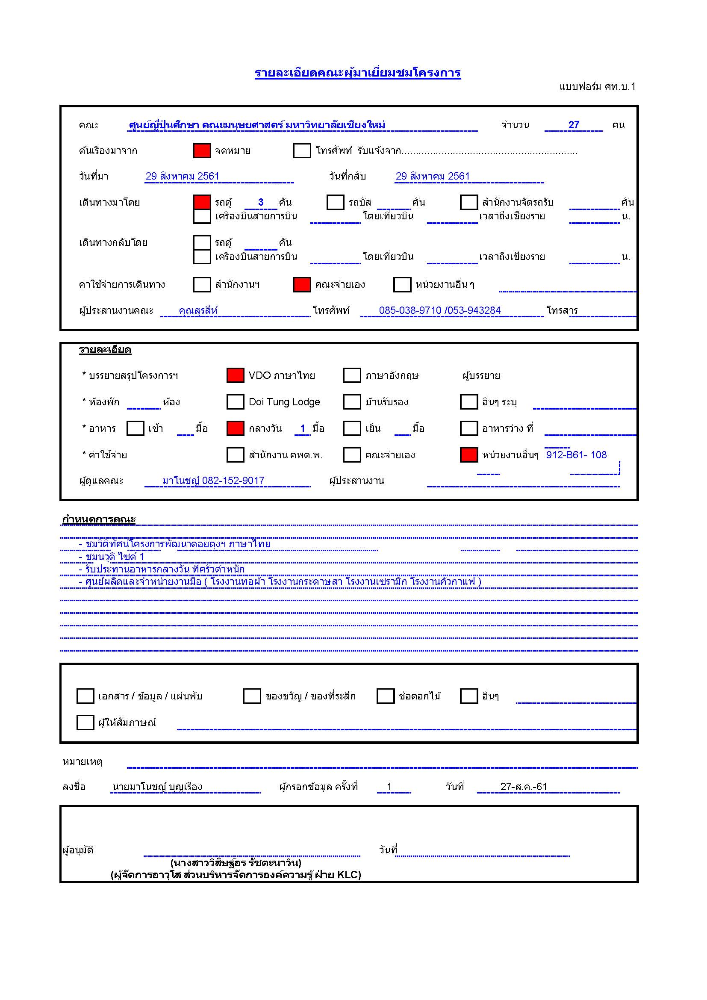 รายละเอียดคณะผู้มาเยี่ยมชมโครงการ
แบบฟอร์ม ศท.บ.1
คณะ ศูนย์ญี่ปุ่นศึกษา คณะมนุษยศาสตร์ มหาวิทยาลัยเชียงใหม่ จำนวน 27 คน
ต้นเรื่องมาจาก จดหมาย โทรศัพท์ รับแจ้งจาก..............................................................
วันที่มา 29 สิงหาคม 2561 วันที่กลับ 29 สิงหาคม 2561
เดินทางมาโดย รถตู้ 3 คัน รถบัส คัน สำนักงานจัดรถรับ คัน
เครื่องบินสายการบิน โดยเที่ยวบิน เวลาถึงเชียงราย น.
เดินทางกลับโดย รถตู้ คัน
เครื่องบินสายการบิน โดยเที่ยวบิน เวลาถึงเชียงราย น.
ค่าใช้จ่ายการเดินทาง สำนักงานฯ คณะจ่ายเอง หน่วยงานอื่น ๆ
ผู้ประสานงานคณะ คุณสุรสีห์ โทรศัพท์ 085-038-9710 /053-943284 โทรสาร
รายละเอียด
* บรรยายสรุปโครงการฯ VDO ภาษาไทย ภาษาอังกฤษ ผู้บรรยาย
* ห้องพัก ห้อง Doi Tung Lodge บ้านรับรอง อื่นๆ ระบุ
* อาหาร เช้า มื้อ กลางวัน 1 มื้อ เย็น มื้อ อาหารว่าง ที่
* ค่าใช้จ่าย สำนักงาน คพต.พ. คณะจ่ายเอง หน่วยงานอื่นๆ 912-B61- 108
ผู้ดูแลคณะ มาโนชญ์ 082-152-9017 ผู้ประสานงาน
กำหนดการคณะ
- ชมวิดีทัศน์โครงการพัฒนาดอยตุงฯ ภาษาไทย
- ชมนวุติ ไซด์ 1
- รับประทานอาหารกลางวัน ที่ครัวตำหนัก
- ศูนย์ผลิตและจำหน่ายงานมือ ( โรงงานทอผ้า โรงงานกระดาษสา โรงงานเซรามิก โรงงานคั่วกาแฟ )
เอกสาร / ข้อมูล / แผ่นพับ ของขวัญ / ของที่ระลึก ช่อดอกไม้ อื่นๆ
ผู้ให้สัมภาษณ์
หมายเหตุ
ลงชื่อ นายมาโนชญ์ บุญเรือง ผู้กรอกข้อมูล ครั้งที่ 1 วันที่ 27-ส.ค.-61
ผู้อนุมัติ วันที่
(นางสาววิสิษฐ์อร รัชตะนาวิน)
(ผู้จัดการอาวุโส ส่วนบริหารจัดการองค์ความรู้ ฝ่าย KLC)